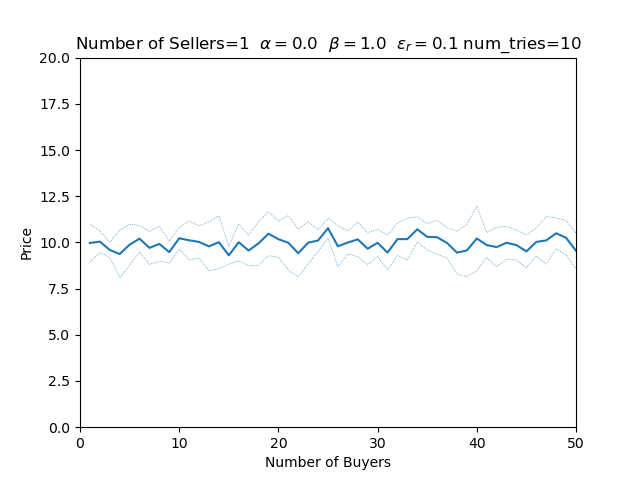 Number of Sellers=1 α = 0.0 β = 1.0 ε_r = 0.1 num_tries=10
20.0
17.5
15.0
12.5
10.0
7.5
5.0
2.5
0.0
Price
0 10 20 30 40 50
Number of Buyers